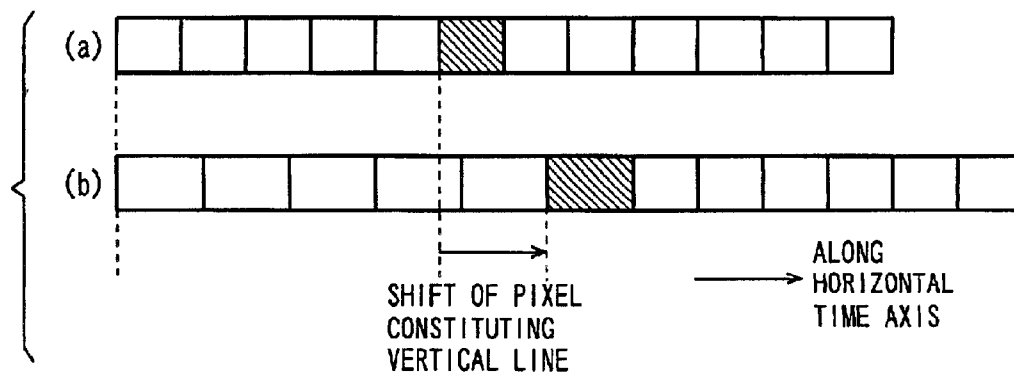 (a)
(b)
SHIFT OF PIXEL
CONSTITUTING
VERTICAL LINE
ALONG
HORIZONTAL
TIME AXIS